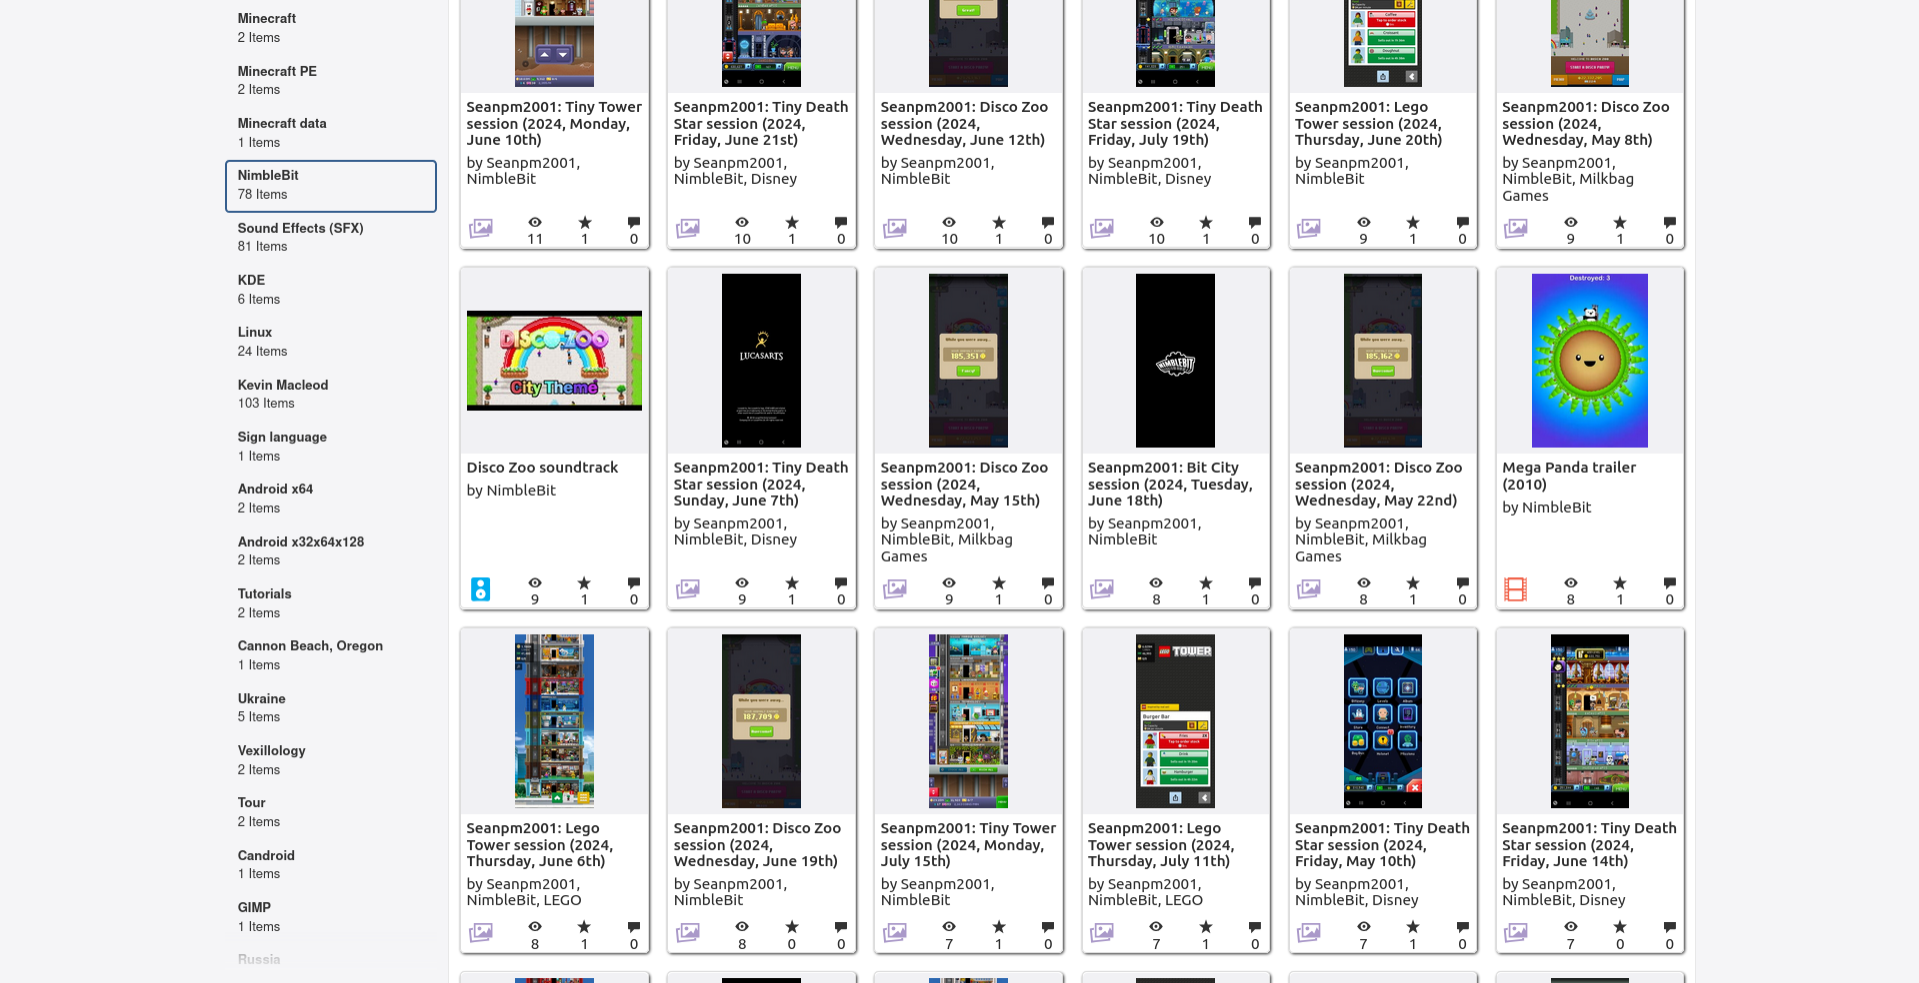 Minecraft
2 Items
Minecraft PE
2 Items
Minecraft data
1 Items
NimbleBit
78 Items
Sound Effects (SFX)
81 Items
KDE
6 Items
Linux
24 Items
Kevin Macleod
103 Items
Sign language
1 Items
Android x64
2 Items
Android x32x64x128
2 Items
Tutorials
2 Items
Cannon Beach, Oregon
1 Items
Ukraine
5 Items
Vexillology
2 Items
Tour
2 Items
Candroid
1 Items
GIMP
1 Items
Russia
Seanpm2001: Tiny Tower
session (2024, Monday,
June 10th)
by Seanpm2001,
NimbleBit
11 1 0
Seanpm2001: Tiny Death
Star session (2024,
Friday, June 21st)
by Seanpm2001,
NimbleBit, Disney
10 1 0
Seanpm2001: Disco Zoo
session (2024,
Wednesday, June 12th)
by Seanpm2001,
NimbleBit
10 1 0
Seanpm2001: Tiny Death
Star session (2024,
Friday, July 19th)
by Seanpm2001,
NimbleBit, Disney
10 1 0
Seanpm2001: Lego
Tower session (2024,
Thursday, June 20th)
by Seanpm2001,
NimbleBit
9 1 0
Seanpm2001: Disco Zoo
session (2024,
Wednesday, May 8th)
by Seanpm2001,
NimbleBit, Milkbag
Games
9 1 0
DISCO ZOO
City Theme
Disco Zoo soundtrack
by NimbleBit
9 1 0
LUCASARTS
Seanpm2001: Tiny Death
Star session (2024,
Sunday, June 7th)
by Seanpm2001,
NimbleBit, Disney
9 1 0
While you were away...
185,351
Seanpm2001: Disco Zoo
session (2024,
Wednesday, May 15th)
by Seanpm2001,
NimbleBit, Milkbag
Games
9 1 0
NIMBLEBIT
Seanpm2001: Bit City
session (2024, Tuesday,
June 18th)
by Seanpm2001,
NimbleBit
8 1 0
While you were away...
185,162
Seanpm2001: Disco Zoo
session (2024,
Wednesday, May 22nd)
by Seanpm2001,
NimbleBit, Milkbag
Games
8 1 0
Destroyed: 3
Mega Panda trailer
(2010)
by NimbleBit
8 1 0
Seanpm2001: Lego
Tower session (2024,
Thursday, June 6th)
by Seanpm2001,
NimbleBit, LEGO
8 1 0
While you were away...
187,709
Seanpm2001: Disco Zoo
session (2024,
Wednesday, June 19th)
by Seanpm2001,
NimbleBit
8 0 0
Seanpm2001: Tiny Tower
session (2024, Monday,
July 15th)
by Seanpm2001,
NimbleBit
7 1 0
LEGO TOWER
Burger Bar
Seanpm2001: Lego
Tower session (2024,
Thursday, July 11th)
by Seanpm2001,
NimbleBit, LEGO
7 1 0
Seanpm2001: Tiny Death
Star session (2024,
Friday, May 10th)
by Seanpm2001,
NimbleBit, Disney
7 1 0
Seanpm2001: Tiny Death
Star session (2024,
Friday, June 14th)
by Seanpm2001,
NimbleBit, Disney
7 0 0